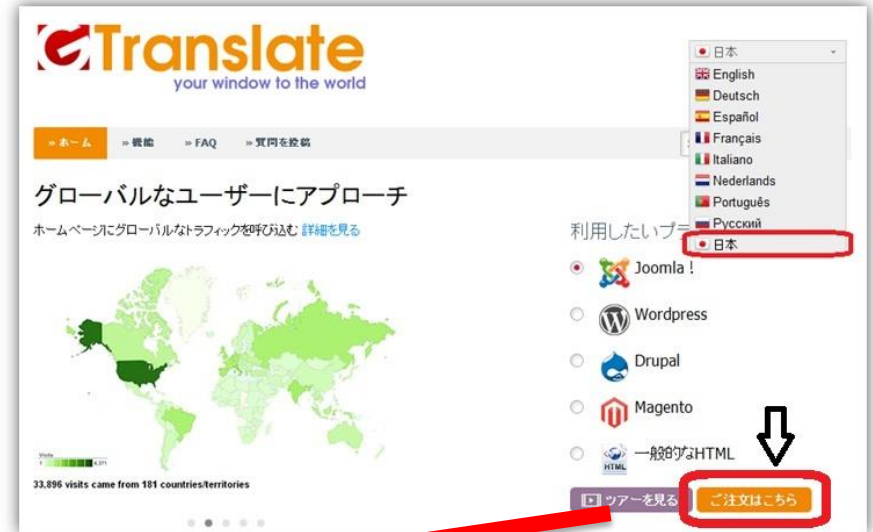 GTranslate
your window to the world
日本
English
Deutsch
Español
Français
Italiano
Nederlands
Português
Русский
日本
» ホーム » 機能 » FAQ »質問を投稿
グローバルなユーザーにアプローチ
ホームページにグローバルなトラフィックを呼び込む 詳細を見る
利用したいプラ
Joomla !
Wordpress
Drupal
Magento
一般的なHTML
HTML
Visits
1 4,371
33,896 visits came from 181 countries/territories
ツアーを見る
ご注文はこちら